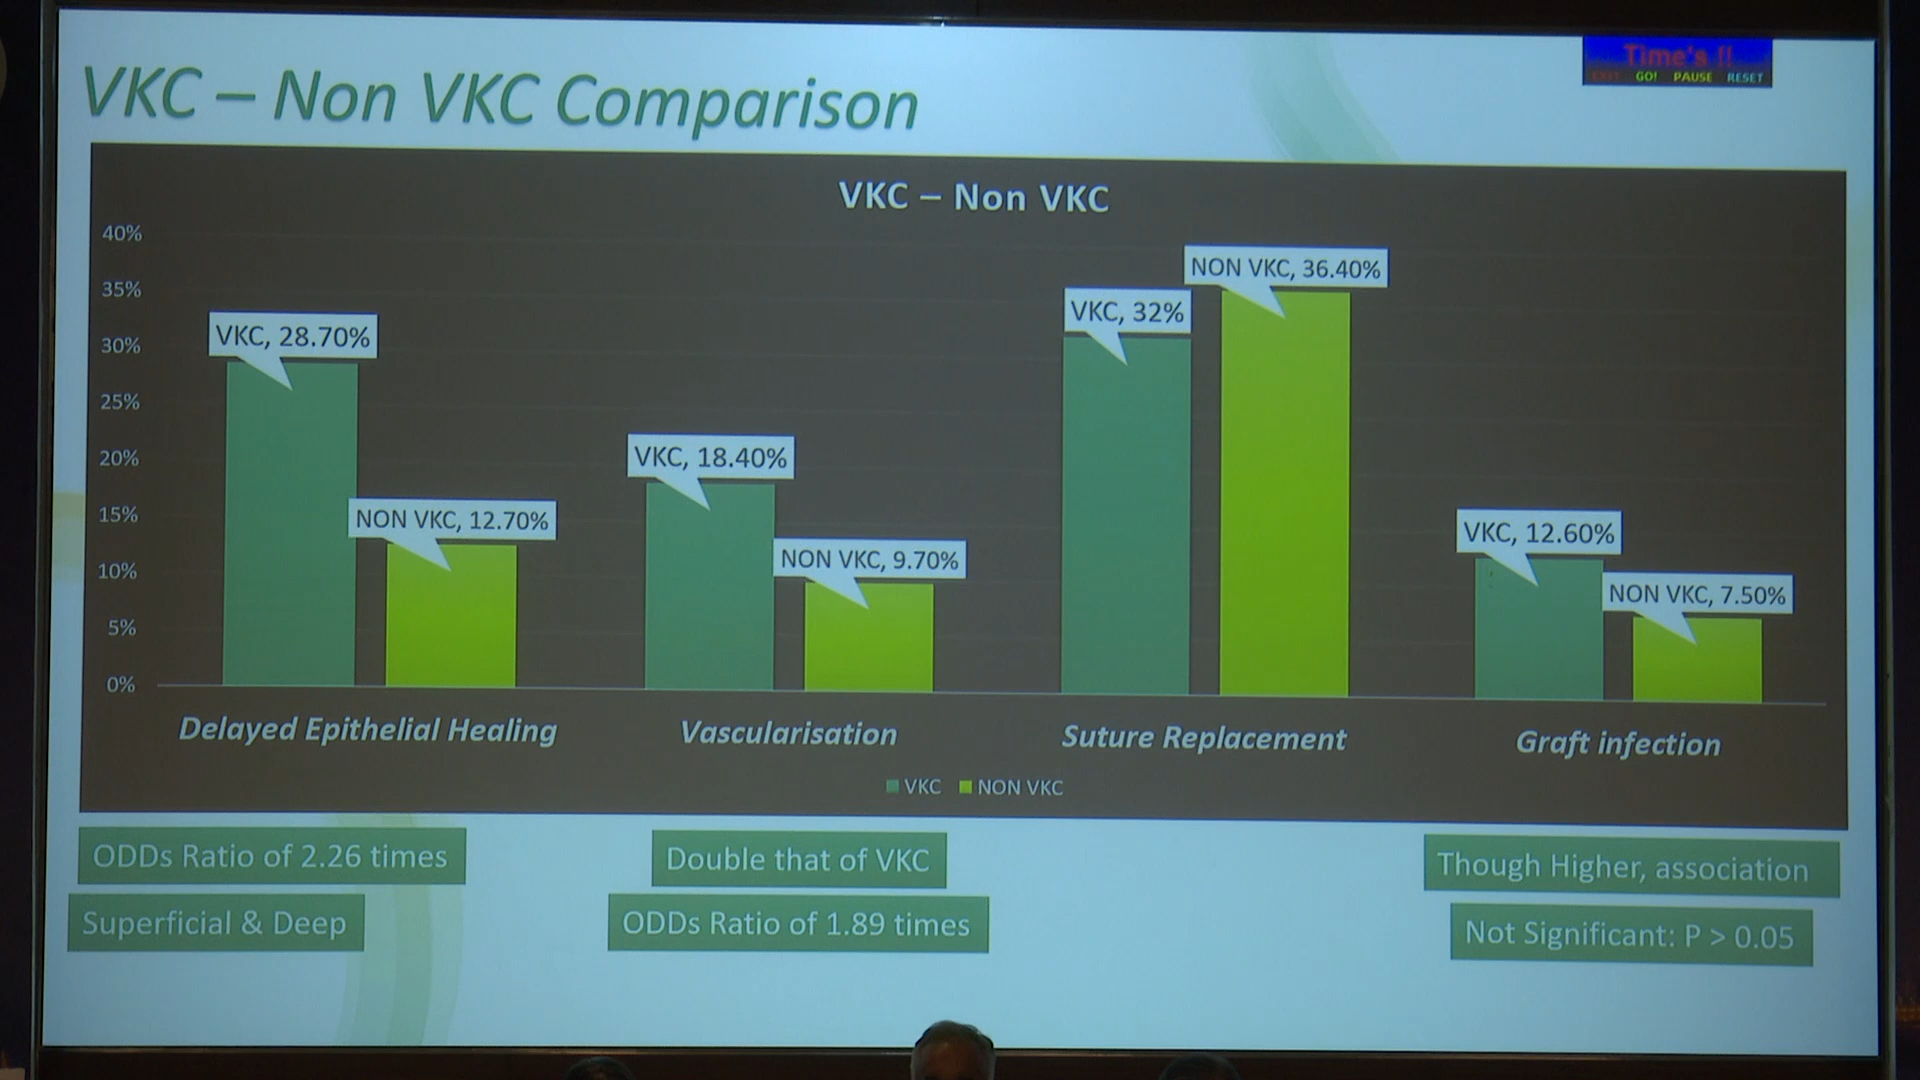 VKC – Non VKC Comparison
Time's !!
EXIT GO! PAUSE RESET
VKC – Non VKC
40%
35%
30%
25%
20%
15%
10%
5%
0%
VKC, 28.70%
NON VKC, 12.70%
VKC, 18.40%
NON VKC, 9.70%
VKC, 32%
NON VKC, 36.40%
VKC, 12.60%
NON VKC, 7.50%
Delayed Epithelial Healing
Vascularisation
Suture Replacement
Graft infection
VKC NON VKC
ODDs Ratio of 2.26 times
Superficial & Deep
Double that of VKC
ODDs Ratio of 1.89 times
Though Higher, association
Not Significant: P > 0.05